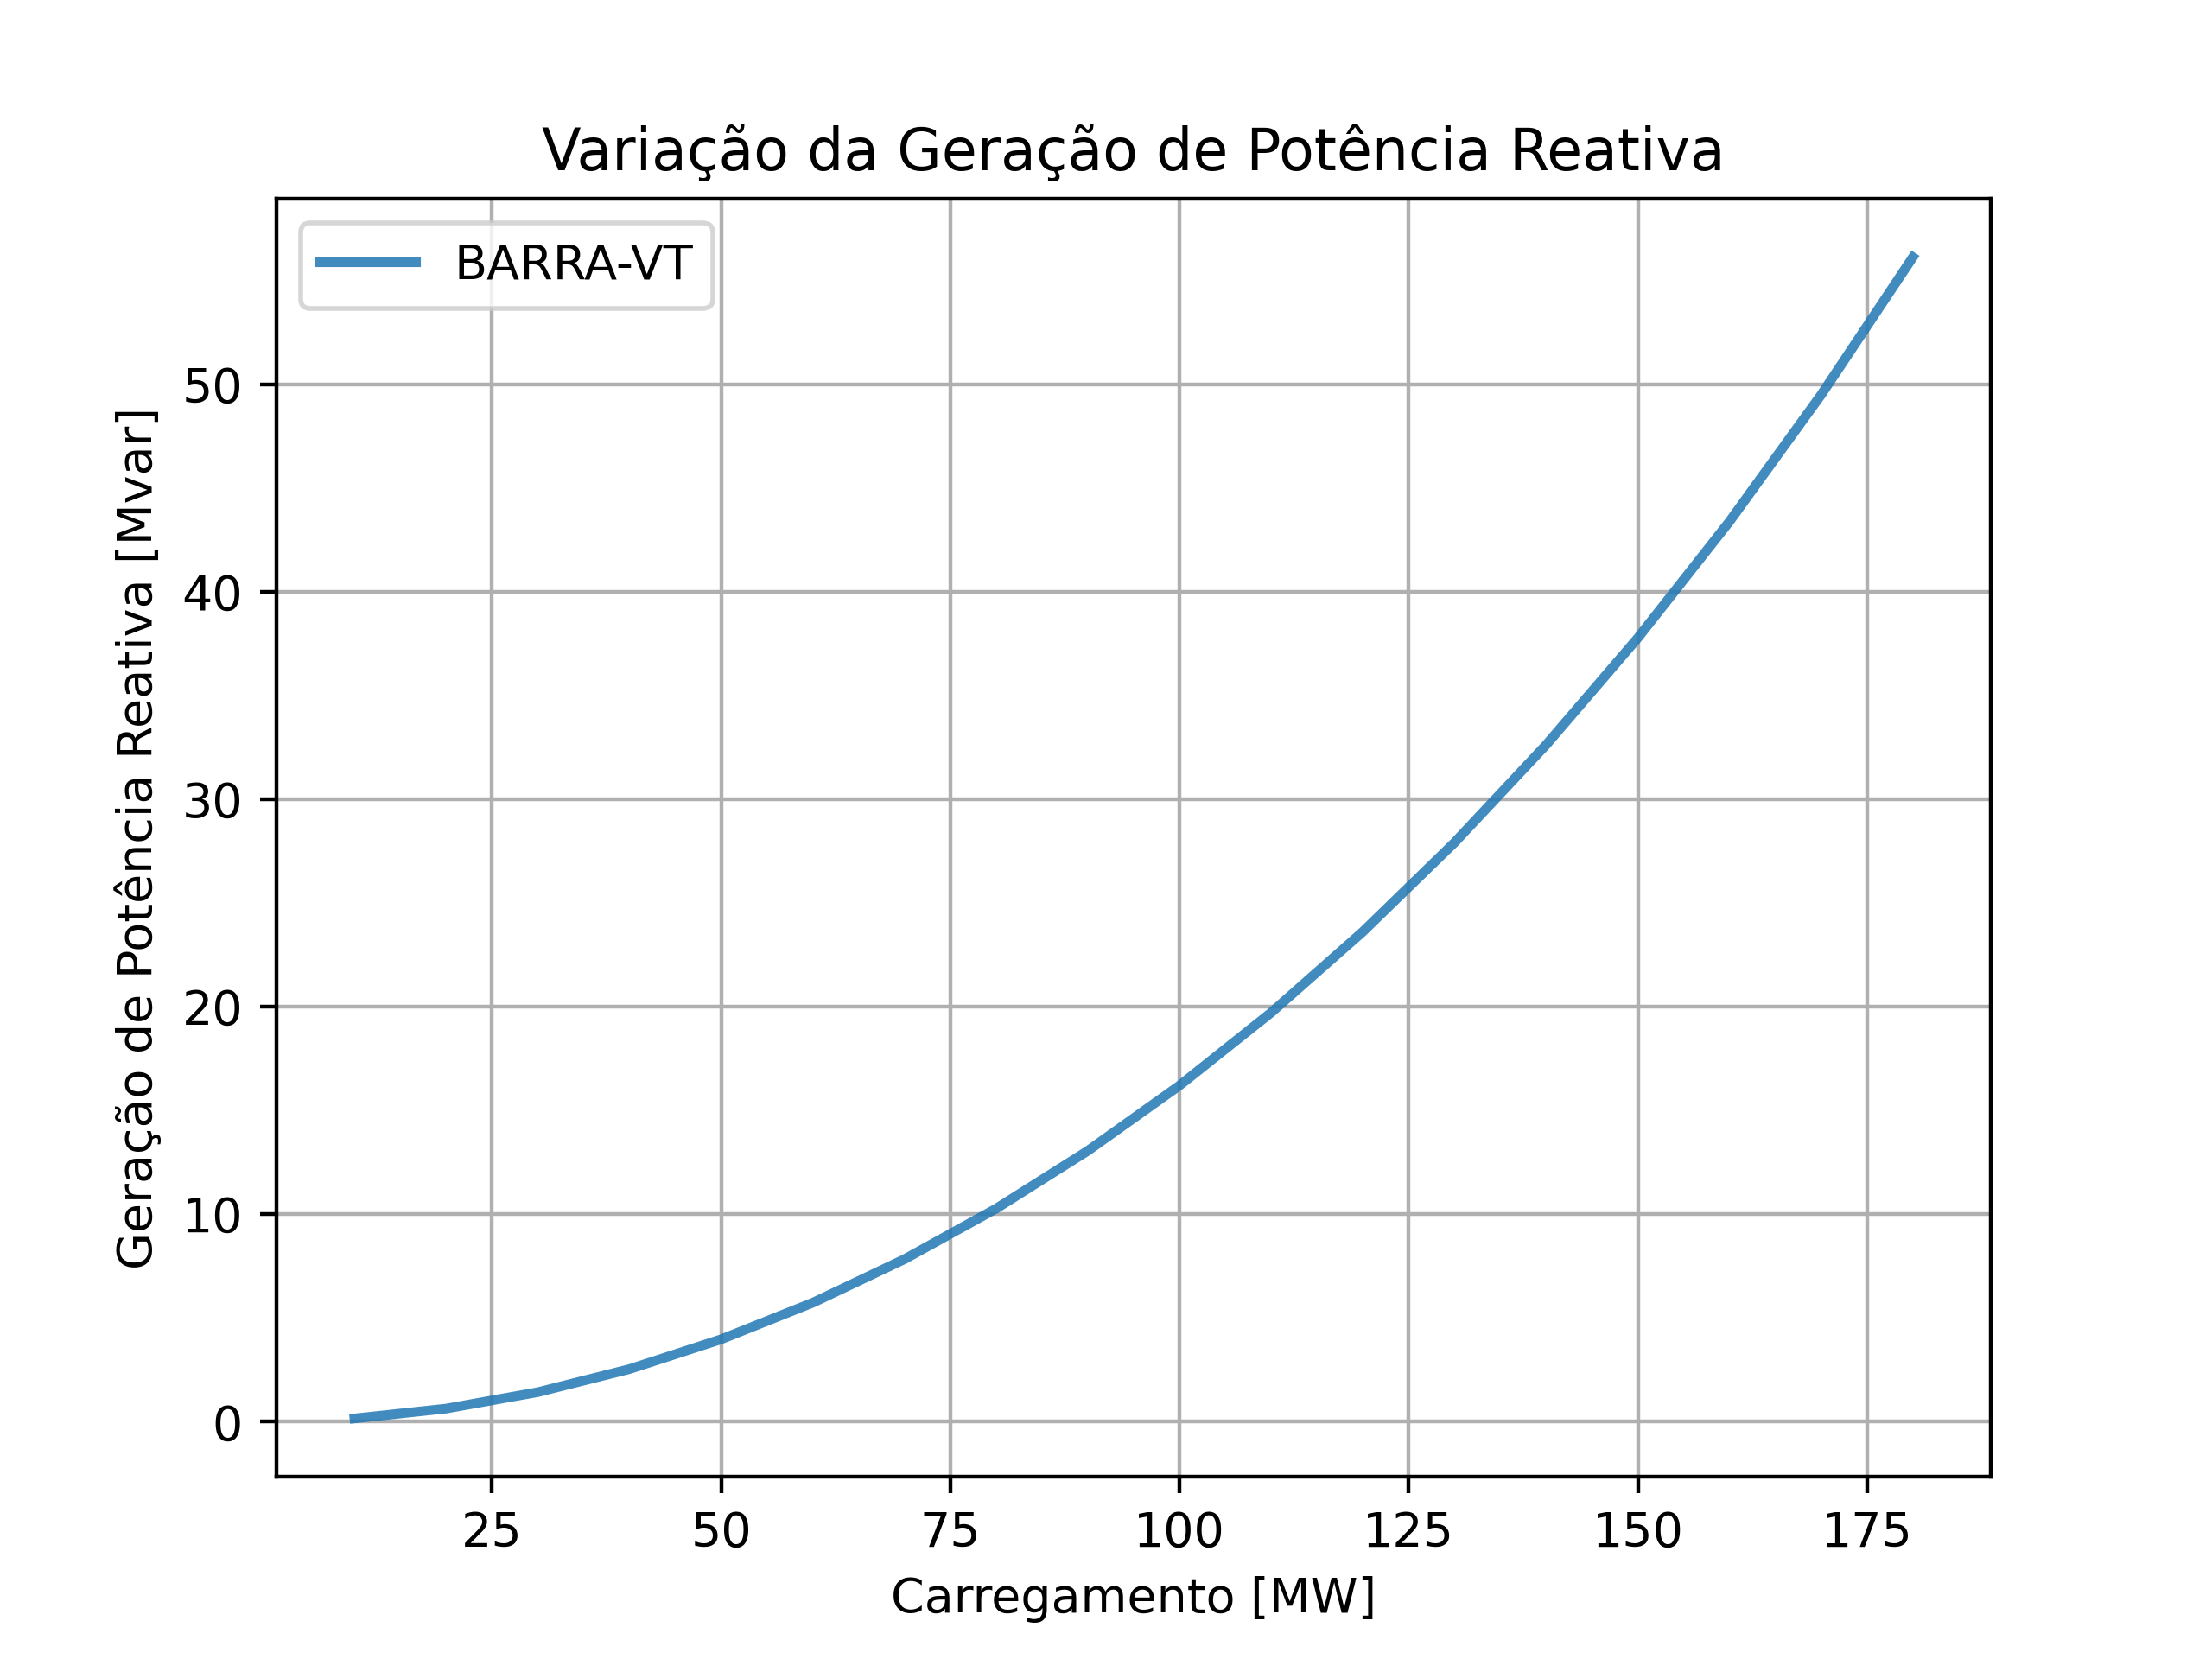 Variação da Geração de Potência Reativa
BARRA-VT
Geração de Potência Reativa [Mvar]
50
40
30
20
10
0
25 50 75 100 125 150 175
Carregamento [MW]